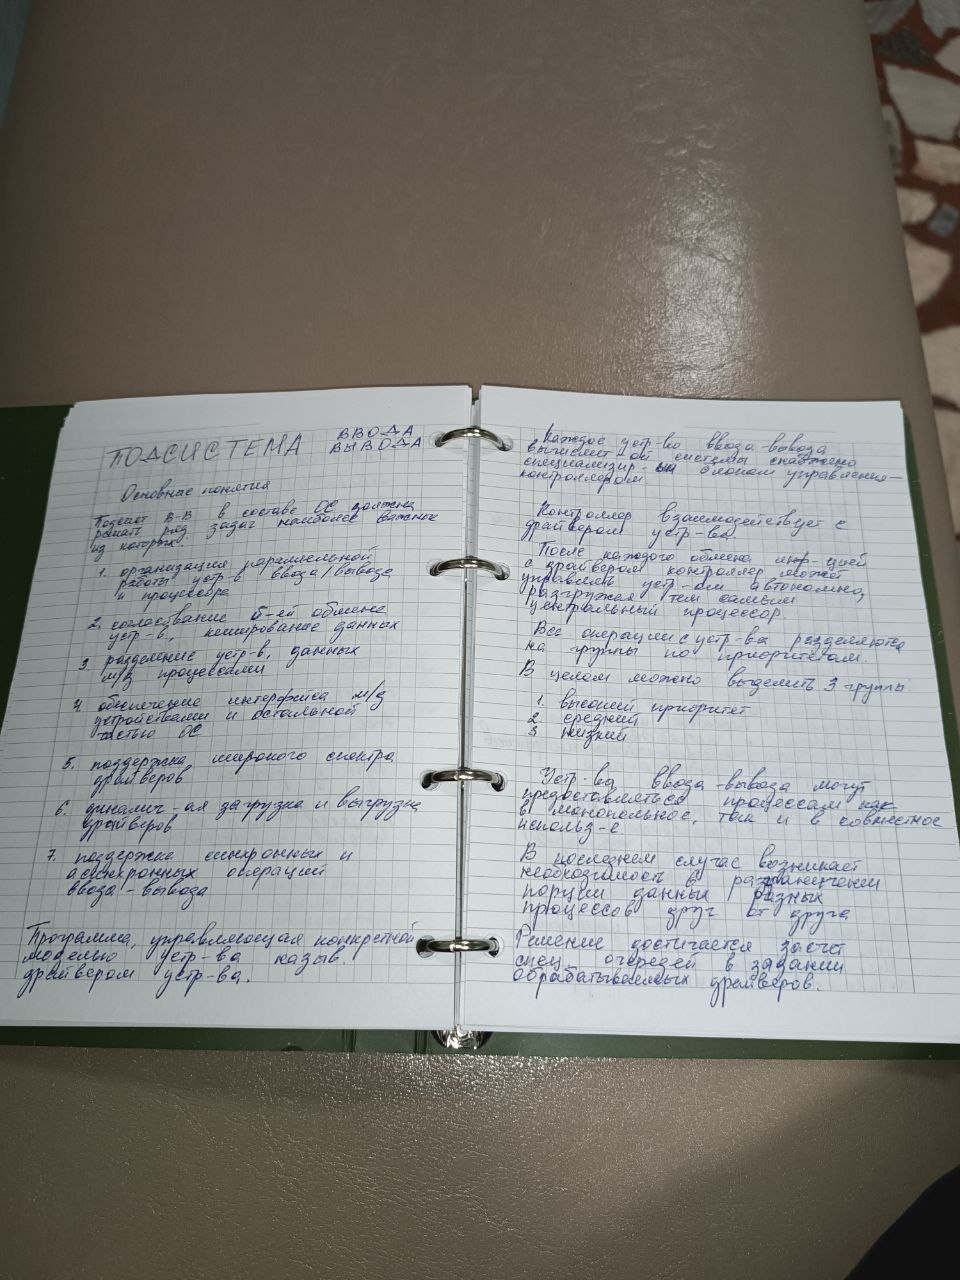 ПОДСИСТЕМА ВВОДА
ВЫВОДА
Основные понятия
Подсист В-В в составе ОС должна
решать ряд задач наиболее важные
из которых:
1. организация параллельной
работы устр-в ввода/вывода
и процессора
2. согласование б-ей обмена
устр-в, кеширование данных
3 разделение устр-в, данных
м/д процессами
4. обеспечение интерфейса м/д
устройствами и остальной
частью ОС
5. поддержка широкого спектра
драйверов
6. динамич-ая загрузка и выгрузка
драйверов
7. поддержка синхронных и
асинхронных операций
ввода-вывода
Программа, управляющая конкретной
моделью устр-ва назыв.
драйвером устр-ва.
Каждое устр-во ввода-вывода
вычислит-ой системы снабжено
специализир- блоком управления-
контроллером
Контроллер взаимодействует с
драйвером устр-ва.
После каждого обмена инф-цией
с драйвером контроллер может
управлять устр-ом автономно,
разгружая тем самым
центральный процессор.
Все операции с устр-ва разделяются
на группы по приоритетам.
В целом можно выделить 3 группы
1. высший приоритет
2. средний
3 низкий
Устр-ва ввода-вывода могут
предоставляться процессам как
в монопольное, так и в совместное
использ-е
В последнем случае возникает
необходимость в разграничении
порции данных разных
процессов друг от друга
Решение достигается засчёт
спец. очередей в задании
обрабатываемых драйверов.